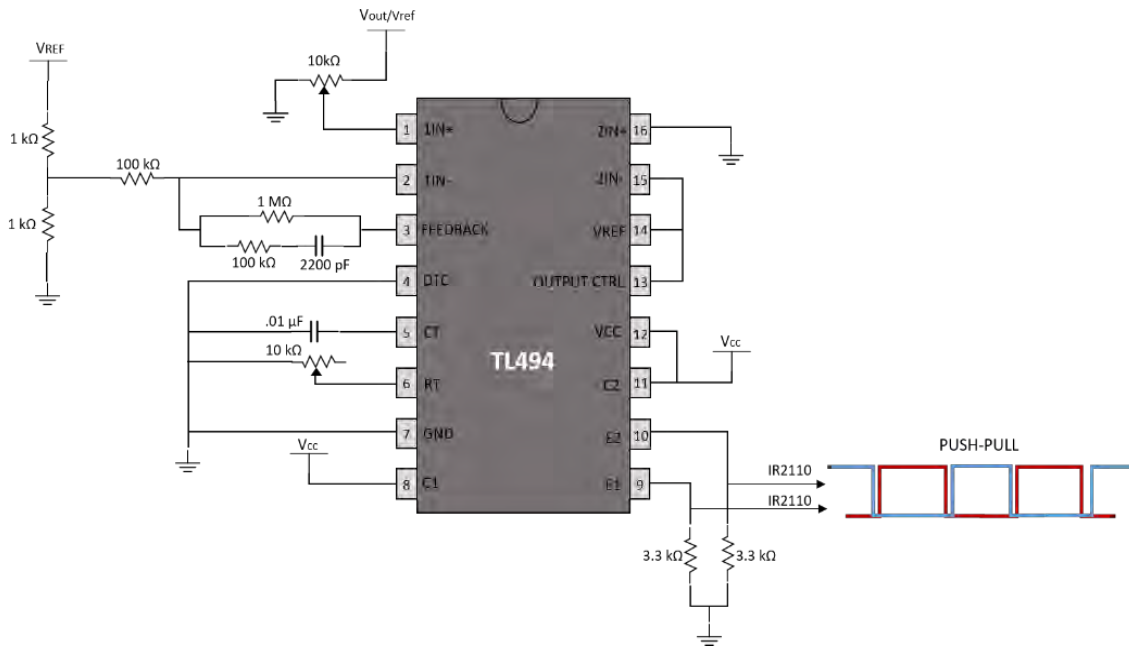 Vout/Vref
VREF
10kΩ
1 kΩ
100 kΩ
1 kΩ
1 MΩ
100 kΩ
2200 pF
.01 µF
10 kΩ
Vcc
1 1IN+
2 1IN-
3 FEEDBACK
4 DTC
5 CT
6 RT
7 GND
8 C1
TL494
2IN+ 16
2IN- 15
VREF 14
OUTPUT CTRL 13
VCC 12
C2 11
E2 10
E1 9
Vcc
PUSH-PULL
IR2110
IR2110
3.3 kΩ
3.3 kΩ